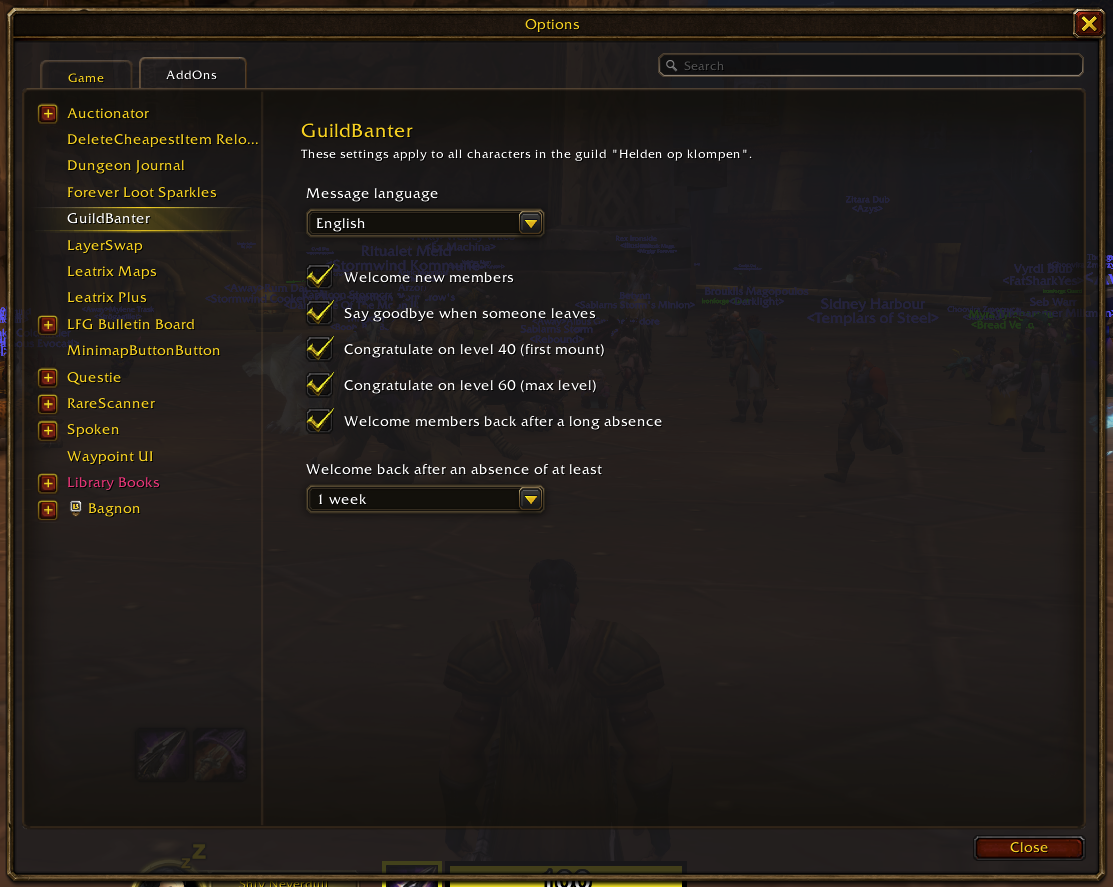 Options
Game
AddOns
Search
Auctionator
DeleteCheapestItem Relo...
Dungeon Journal
Forever Loot Sparkles
GuildBanter
LayerSwap
Leatrix Maps
Leatrix Plus
LFG Bulletin Board
MinimapButtonButton
Questie
RareScanner
Spoken
Waypoint UI
Library Books
Bagnon
GuildBanter
These settings apply to all characters in the guild "Helden op klompen".
Message language
English
Welcome new members
Say goodbye when someone leaves
Congratulate on level 40 (first mount)
Congratulate on level 60 (max level)
Welcome members back after a long absence
Welcome back after an absence of at least
1 week
Sidney Harbour
<Templars of Steel>
Close